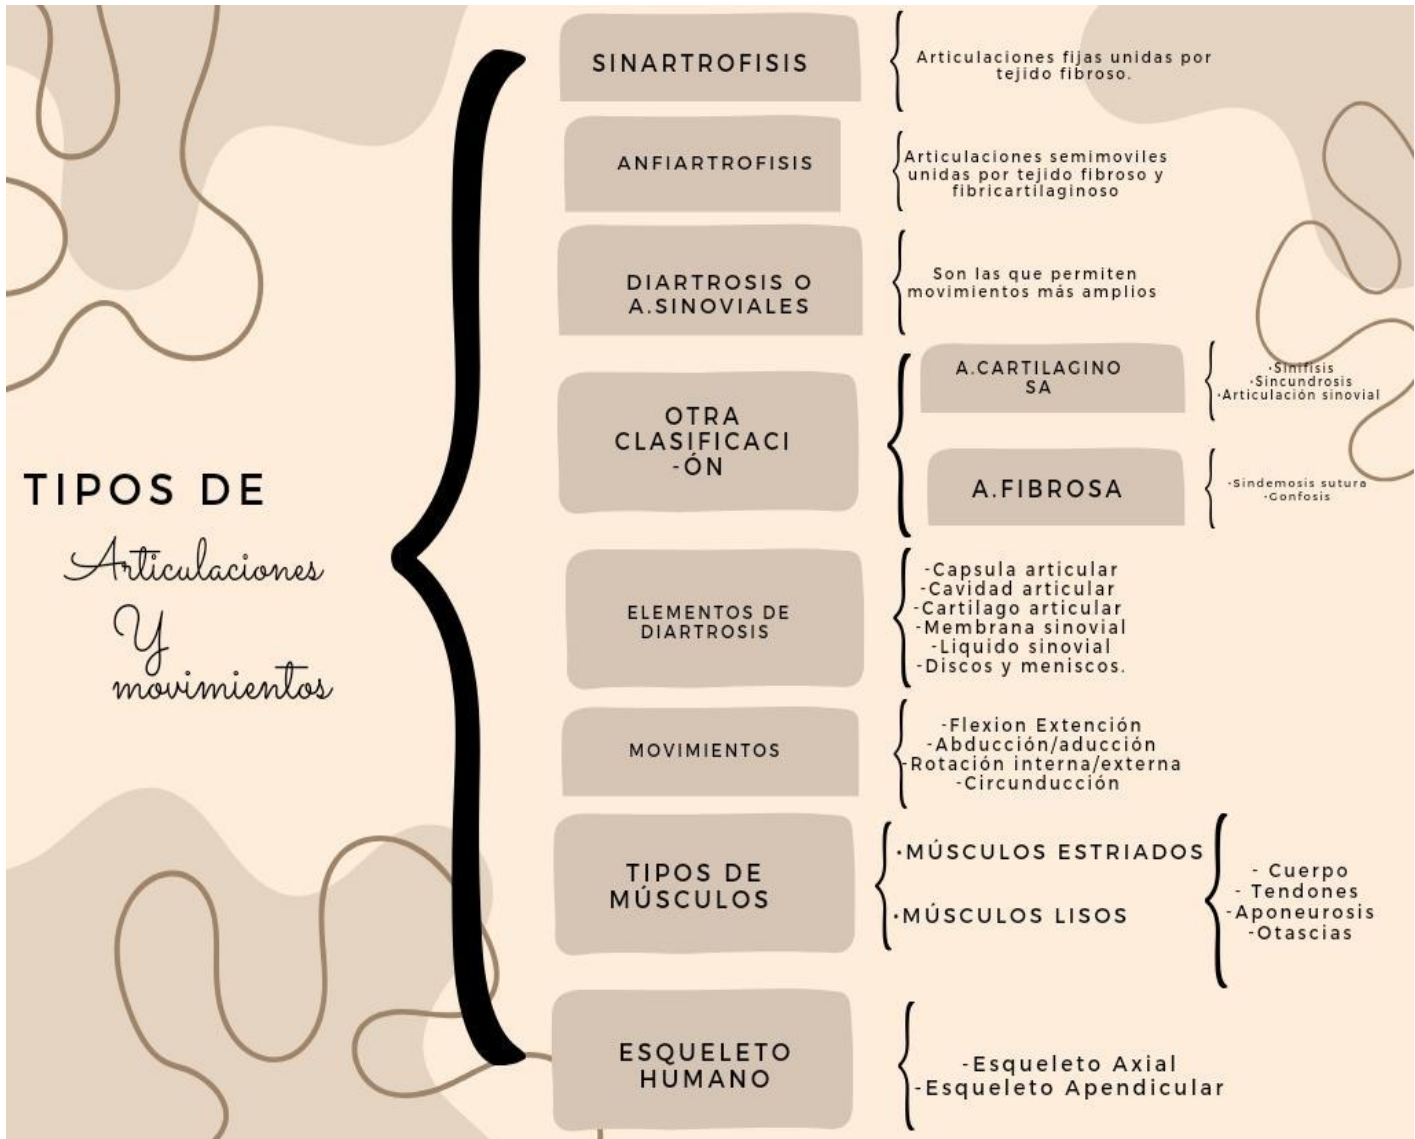 TIPOS DE
Articulaciones
Y
movimientos
SINARTROFISIS
Articulaciones fijas unidas por
tejido fibroso.
ANFIARTROFISIS
Articulaciones semimoviles
unidas por tejido fibroso y
fibricartilaginoso
DIARTROSIS O
A.SINOVIALES
Son las que permiten
movimientos más amplios
OTRA
CLASIFICACI
-ÓN
A.CARTILAGINO
SA
·Sinifisis
·Sincundrosis
·Articulación sinovial
A.FIBROSA
·Sindemosis sutura
·Gonfosis
ELEMENTOS DE
DIARTROSIS
-Capsula articular
-Cavidad articular
-Cartilago articular
-Membrana sinovial
-Liquido sinovial
-Discos y meniscos.
MOVIMIENTOS
-Flexion Extención
-Abducción/aducción
-Rotación interna/externa
-Circunducción
TIPOS DE
MÚSCULOS
·MÚSCULOS ESTRIADOS
·MÚSCULOS LISOS
- Cuerpo
- Tendones
-Aponeurosis
-Otascias
ESQUELETO
HUMANO
-Esqueleto Axial
-Esqueleto Apendicular